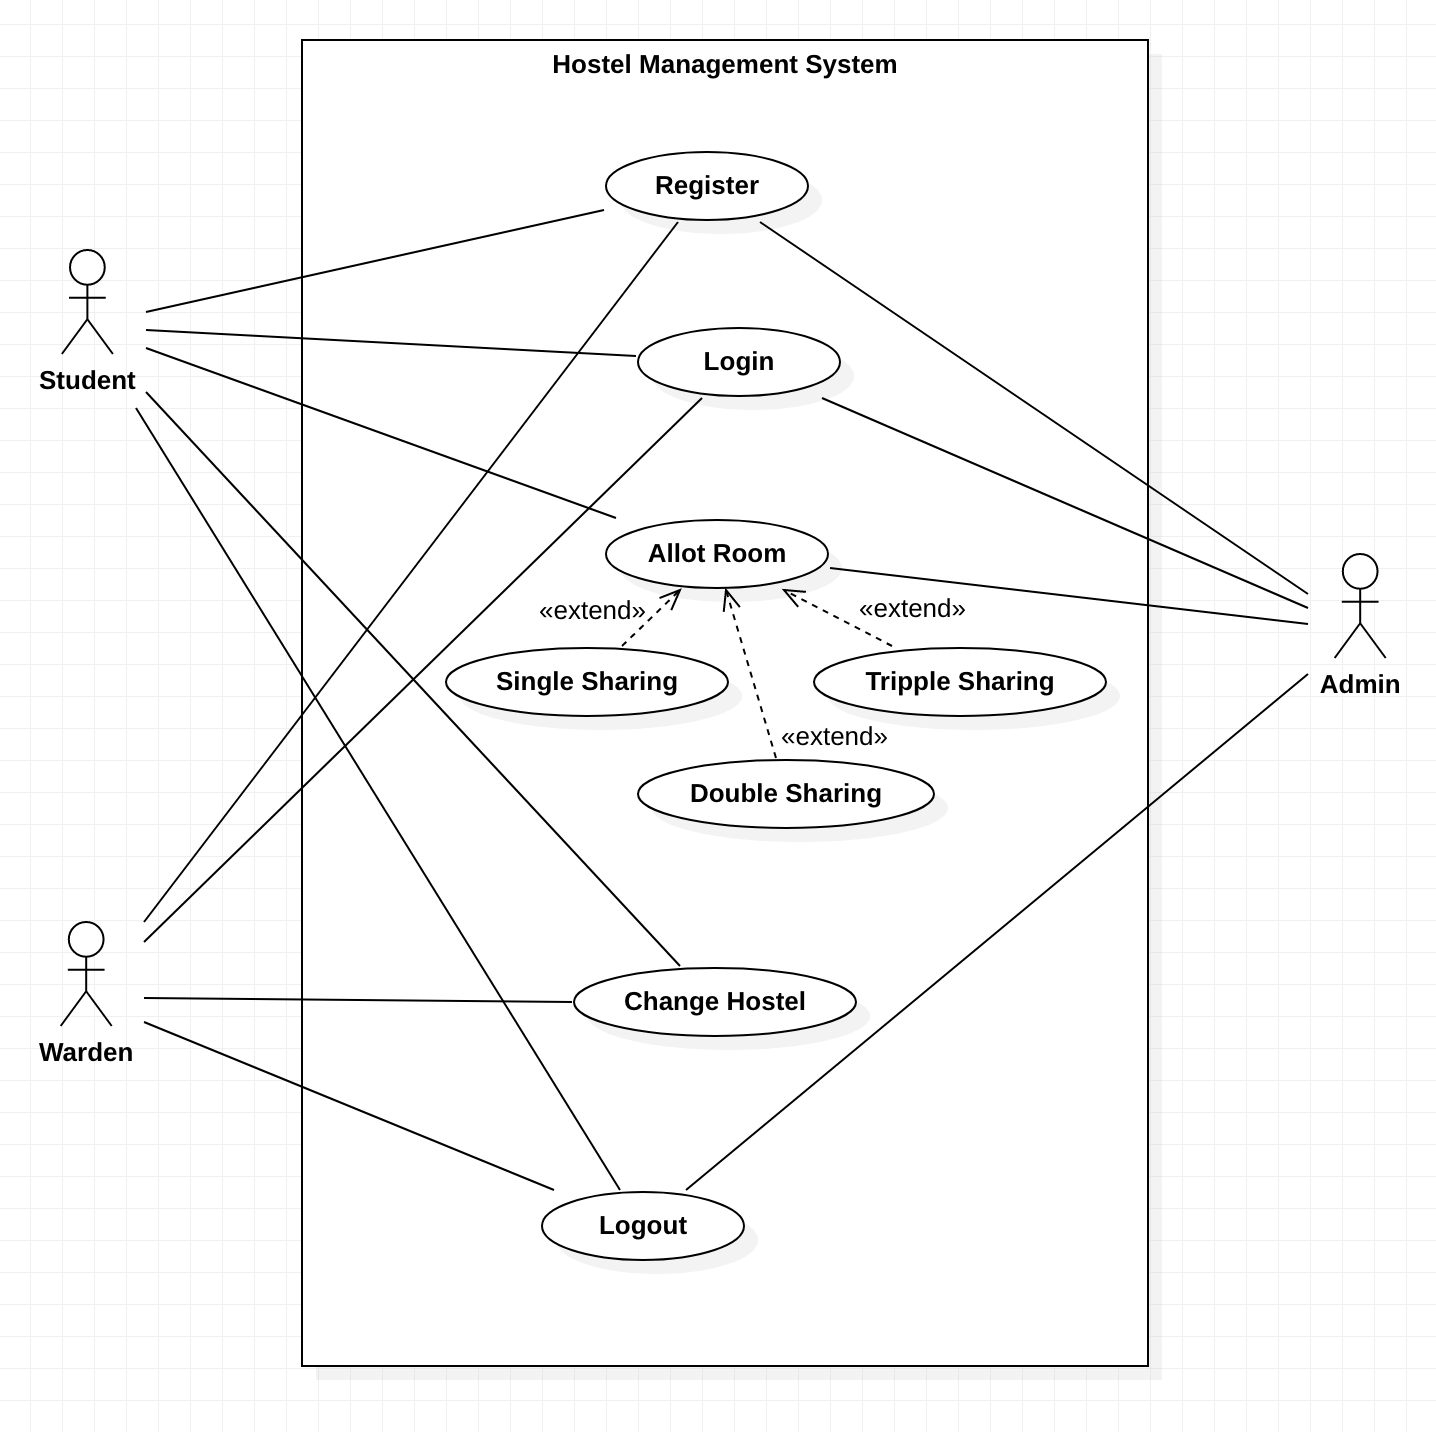 Hostel Management System
Register
Login
Student
Allot Room
«extend»
«extend»
Single Sharing
Tripple Sharing
Admin
«extend»
Double Sharing
Change Hostel
Warden
Logout